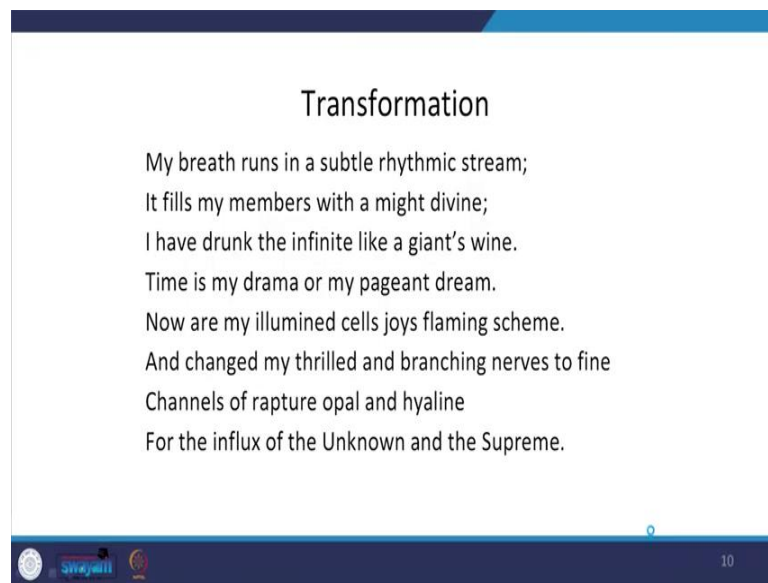 Transformation
My breath runs in a subtle rhythmic stream;
It fills my members with a might divine;
I have drunk the infinite like a giant's wine.
Time is my drama or my pageant dream.
Now are my illumined cells joys flaming scheme.
And changed my thrilled and branching nerves to fine
Channels of rapture opal and hyaline
For the influx of the Unknown and the Supreme.
swayam
10